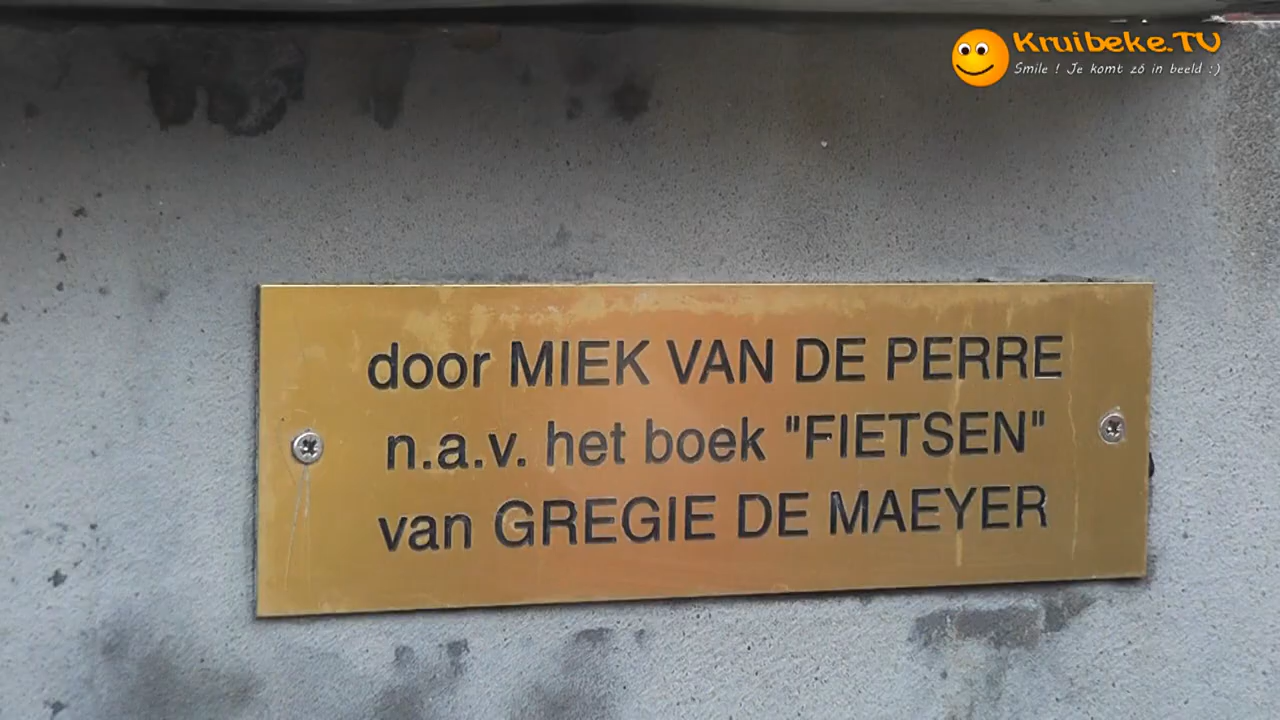 Kruibeke.TV
Smile ! Je komt zó in beeld :)
door MIEK VAN DE PERRE
n.a.v. het boek "FIETSEN"
van GREGIE DE MAEYER